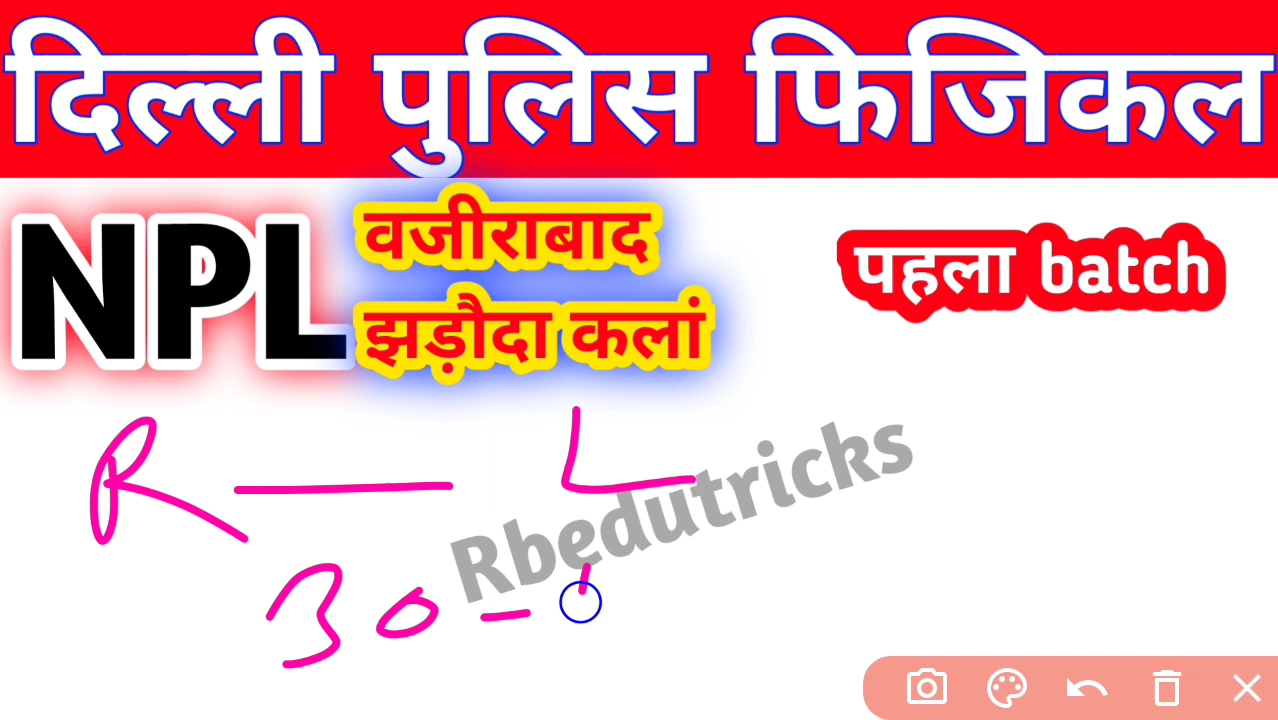 दिल्ली पुलिस फिजिकल
NPL वजीराबाद
झड़ौदा कलां
पहला batch
R — L
Rbedutricks
30 -